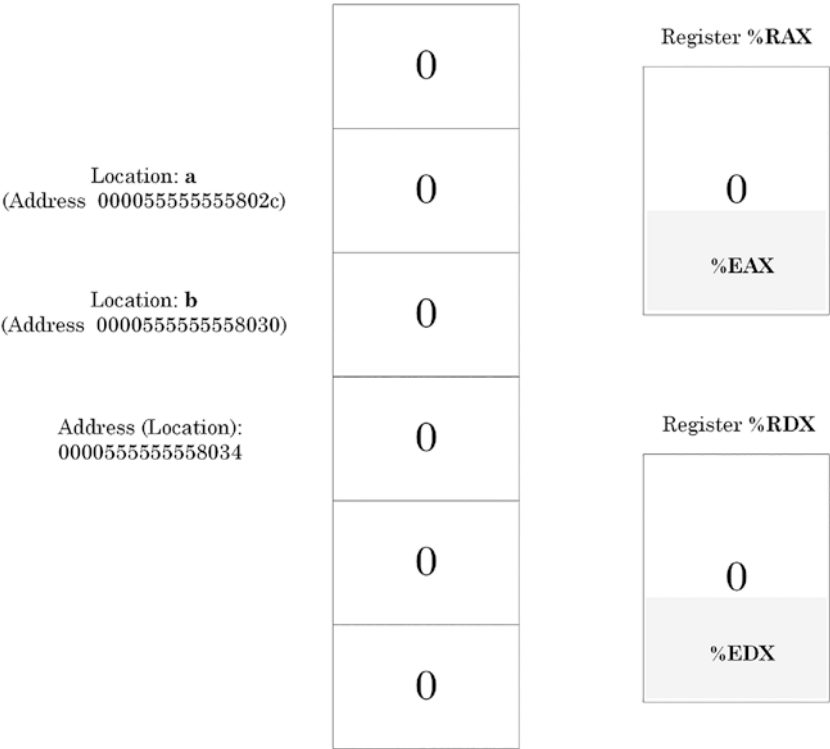 0
Register %RAX
Location: a
(Address 000055555555802c)
0
0
%EAX
Location: b
(Address 0000555555558030)
0
Address (Location):
0000555555558034
0
Register %RDX
0
0
%EDX
0